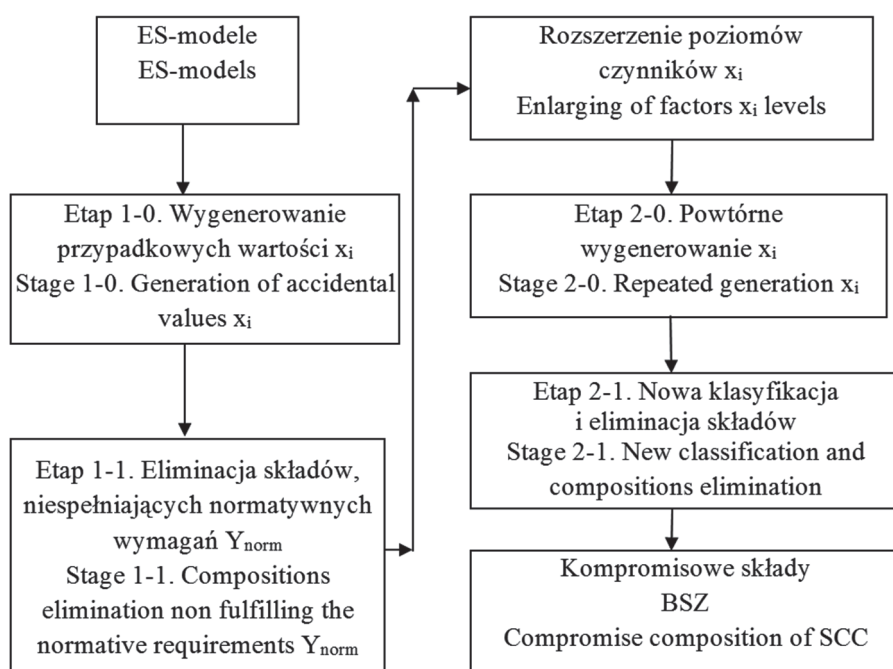 ES-modele
ES-models
Etap 1-0. Wygenerowanie
przypadkowych wartości xi
Stage 1-0. Generation of accidental
values xi
Etap 1-1. Eliminacja składów,
niespełniających normatywnych
wymagań Ynorm
Stage 1-1. Compositions
elimination non fulfilling the
normative requirements Ynorm
Rozszerzenie poziomów
czynników xi
Enlarging of factors xi levels
Etap 2-0. Powtórne
wygenerowanie xi
Stage 2-0. Repeated generation xi
Etap 2-1. Nowa klasyfikacja
i eliminacja składów
Stage 2-1. New classification and
compositions elimination
Kompromisowe składy
BSZ
Compromise composition of SCC